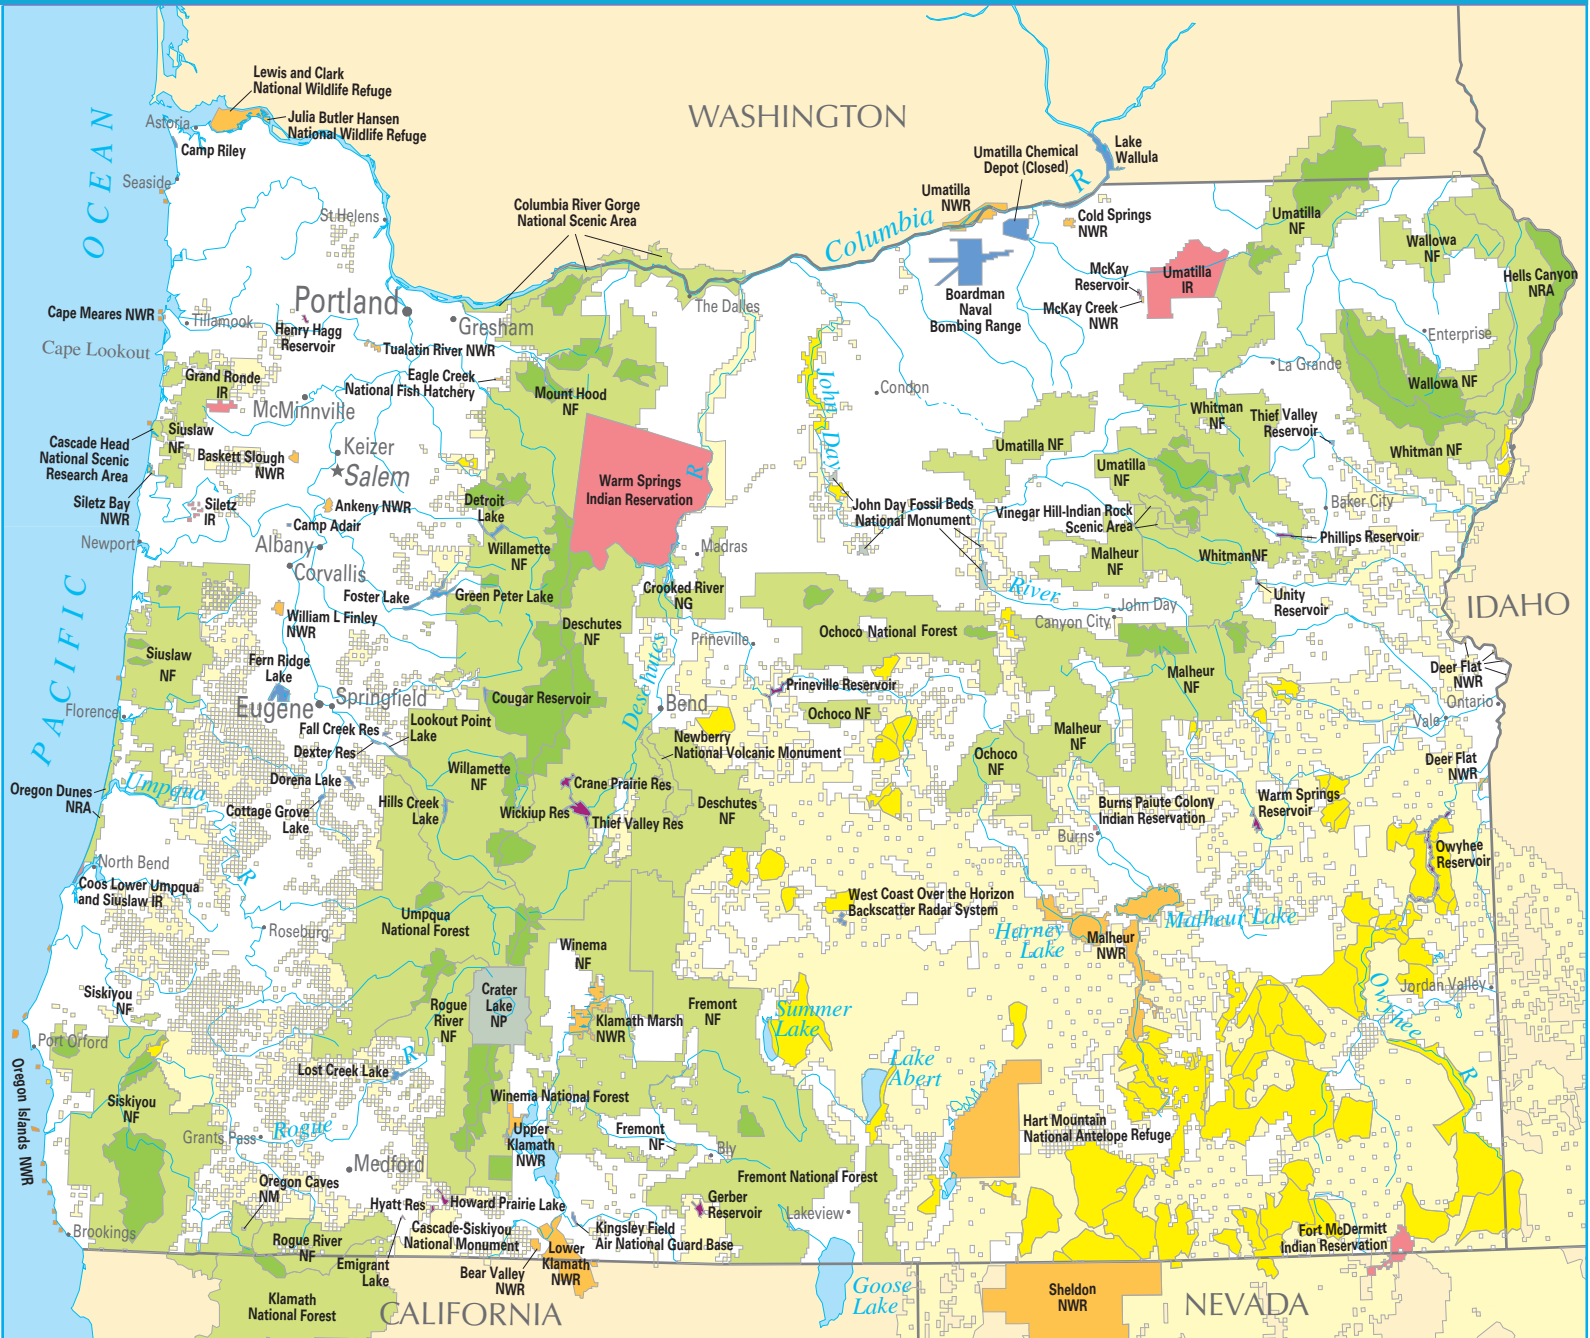 WASHINGTON
IDAHO
CALIFORNIA
NEVADA
PACIFIC
OCEAN
Lewis and Clark
National Wildlife Refuge
Julia Butler Hansen
National Wildlife Refuge
Astoria
Camp Riley
Seaside
St Helens
Columbia River Gorge
National Scenic Area
Columbia
R
Umatilla
NWR
Umatilla Chemical
Depot (Closed)
Lake
Wallula
Cold Springs
NWR
Boardman
Naval
Bombing Range
McKay
Reservoir
McKay Creek
NWR
Umatilla
IR
Umatilla
NF
Wallowa
NF
Hells Canyon
NRA
Enterprise
La Grande
Wallowa NF
Whitman NF
Whitman
NF
Thief Valley
Reservoir
Baker City
Phillips Reservoir
Cape Meares NWR
Tillamook
Cape Lookout
Portland
Gresham
Henry Hagg
Reservoir
Tualatin River NWR
Eagle Creek
National Fish Hatchery
Grand Ronde
IR
McMinnville
The Dalles
Mount Hood
NF
Condon
John
Day
River
Umatilla NF
Umatilla
NF
Vinegar Hill-Indian Rock
Scenic Area
John Day Fossil Beds
National Monument
Malheur
NF
WhitmanNF
Unity
Reservoir
John Day
Canyon City
Cascade Head
National Scenic
Research Area
Siuslaw
NF
Baskett Slough
NWR
Keizer
Salem
Siletz Bay
NWR
Siletz
IR
Ankeny NWR
Camp Adair
Newport
Albany
Corvallis
Detroit
Lake
Willamette
NF
Warm Springs
Indian Reservation
R
Madras
Crooked River
NG
Foster Lake
Green Peter Lake
William L Finley
NWR
Deschutes
NF
Deschutes
Prineville
Ochoco National Forest
Siuslaw
NF
Fern Ridge
Lake
Eugene
Springfield
Florence
Cougar Reservoir
Fall Creek Res
Lookout Point
Lake
Dexter Res
Bend
Prineville Reservoir
Ochoco NF
Newberry
National Volcanic Monument
Malheur
NF
Malheur
NF
Ochoco
NF
Deer Flat
NWR
Ontario
Vale
Deer Flat
NWR
Umpqua
R
Oregon Dunes
NRA
Dorena Lake
Cottage Grove
Lake
Willamette
NF
Hills Creek
Lake
Crane Prairie Res
Wickiup Res
Thief Valley Res
Deschutes
NF
Burns Paiute Colony
Indian Reservation
Burns
Warm Springs
Reservoir
Owyhee
Reservoir
North Bend
Coos Lower Umpqua
and Siuslaw IR
Umpqua
National Forest
Roseburg
West Coast Over the Horizon
Backscatter Radar System
Harney
Lake
Malheur
NWR
Malheur Lake
Winema
NF
Crater
Lake
NP
Siskiyou
NF
Rogue
River
NF
Klamath Marsh
NWR
Fremont
NF
Summer
Lake
Lake
Abert
Owyhee
R
Jordan Valley
Port Orford
Lost Creek Lake
R
Rogue
Oregon Islands NWR
Siskiyou
NF
Winema National Forest
Upper
Klamath
NWR
Fremont
NF
Bly
Hart Mountain
National Antelope Refuge
Grants Pass
Medford
Oregon Caves
NM
Fremont National Forest
Hyatt Res
Howard Prairie Lake
Gerber
Reservoir
Lakeview
Brookings
Rogue River
NF
Cascade-Siskiyou
National Monument
Kingsley Field
Air National Guard Base
Emigrant
Lake
Bear Valley
NWR
Lower
Klamath
NWR
Fort McDermitt
Indian Reservation
Klamath
National Forest
Goose
Lake
Sheldon
NWR